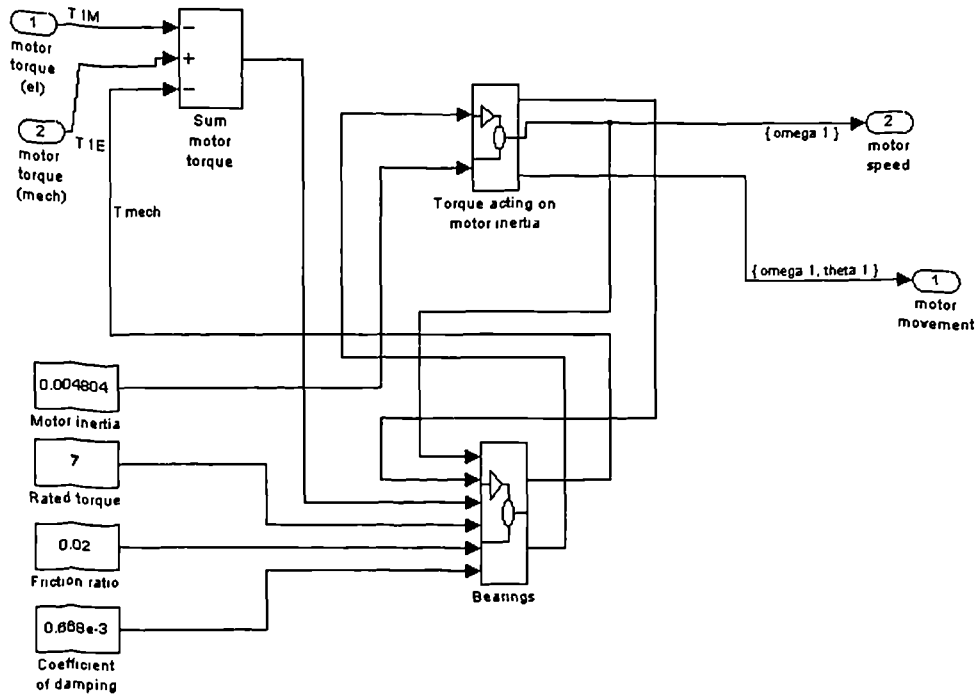 1
T 1M
motor
torque
(el)
2
T 1E
motor
torque
(mech)
−
+
−
Sum
motor
torque
T mech
Torque acting on
motor inertia
{ omega 1 }
2
motor
speed
{ omega 1, theta 1 }
1
motor
movement
0.004804
Motor inertia
7
Rated torque
0.02
Friction ratio
0.668e-3
Coefficient
of damping
Bearings